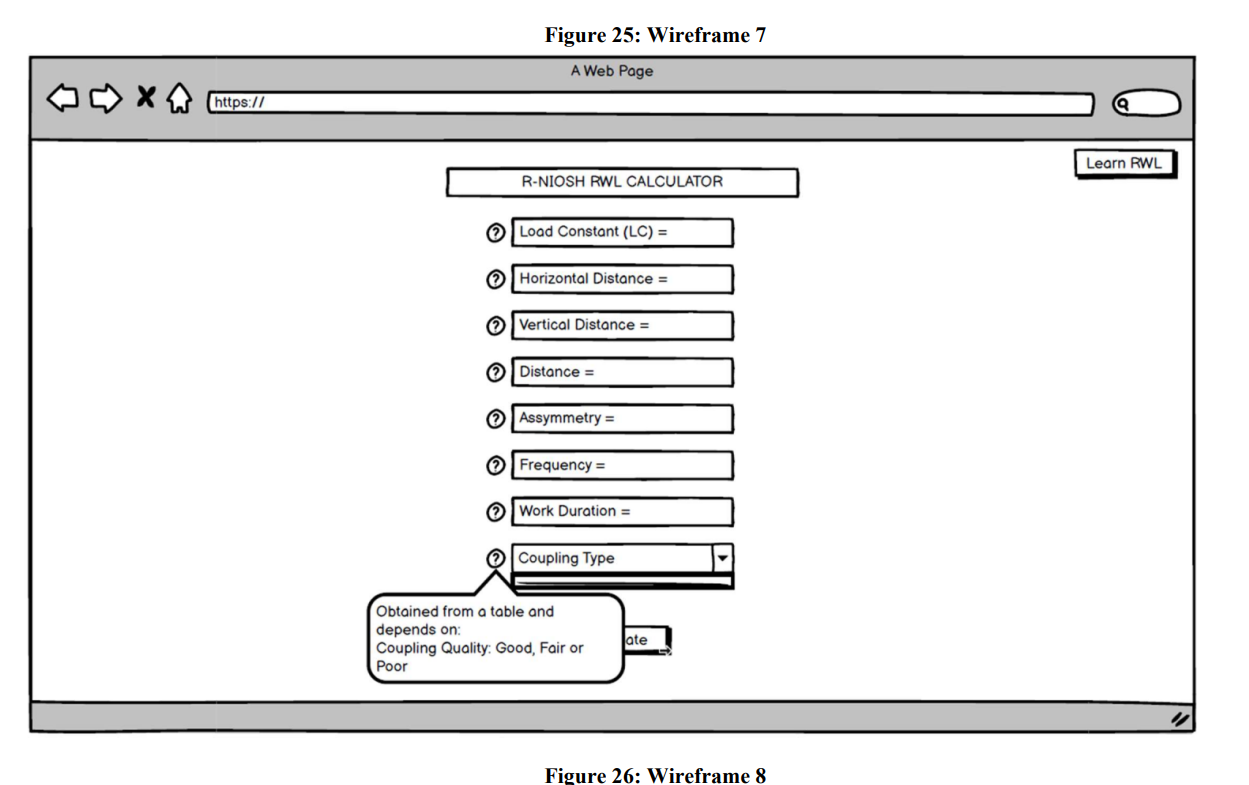 Figure 25: Wireframe 7
A Web Page
https://
Learn RWL
R-NIOSH RWL CALCULATOR
? Load Constant (LC) =
? Horizontal Distance =
? Vertical Distance =
? Distance =
? Assymmetry =
? Frequency =
? Work Duration =
? Coupling Type
Obtained from a table and
depends on:
Coupling Quality: Good, Fair or
Poor
ate
Figure 26: Wireframe 8